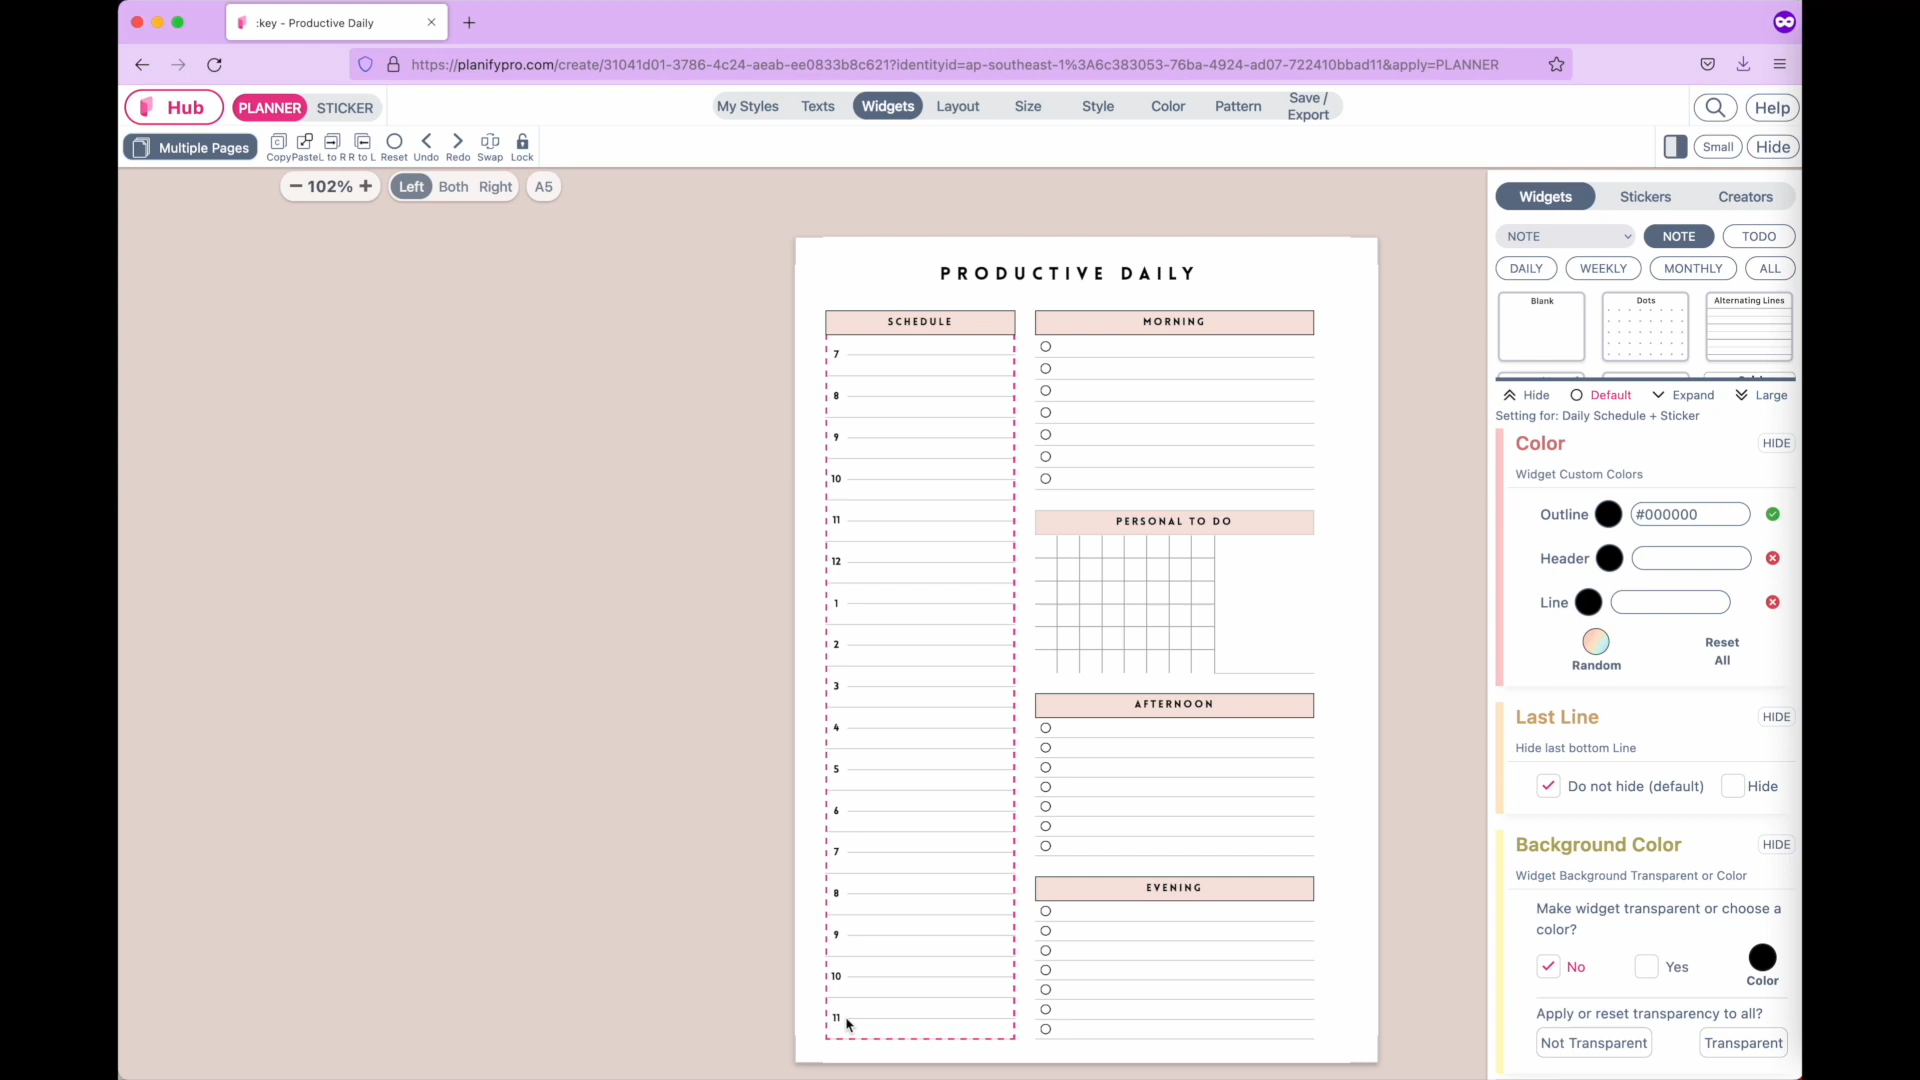 :key - Productive Daily
https://planifypro.com/create/31041d01-3786-4c24-aeab-ee0833b8c621?identityid=ap-southeast-1%3A6c383053-76ba-4924-ad07-722410bbad11&apply=PLANNER
Hub PLANNER STICKER
My Styles Texts Widgets Layout Size Style Color Pattern Save / Export
Help
Multiple Pages
Copy Paste L to R R to L Reset Undo Redo Swap Lock
Small Hide
102% Left Both Right A5
Widgets Stickers Creators
NOTE NOTE TODO
DAILY WEEKLY MONTHLY ALL
Blank Dots Alternating Lines
Hide Default Expand Large
Setting for: Daily Schedule + Sticker
Color HIDE
Widget Custom Colors
Outline #000000
Header
Line
Random Reset All
Last Line HIDE
Hide last bottom Line
Do not hide (default) Hide
Background Color HIDE
Widget Background Transparent or Color
Make widget transparent or choose a
color?
No Yes Color
Apply or reset transparency to all?
Not Transparent Transparent
PRODUCTIVE DAILY
SCHEDULE
7
8
9
10
11
12
1
2
3
4
5
6
7
8
9
10
11
MORNING
PERSONAL TO DO
AFTERNOON
EVENING